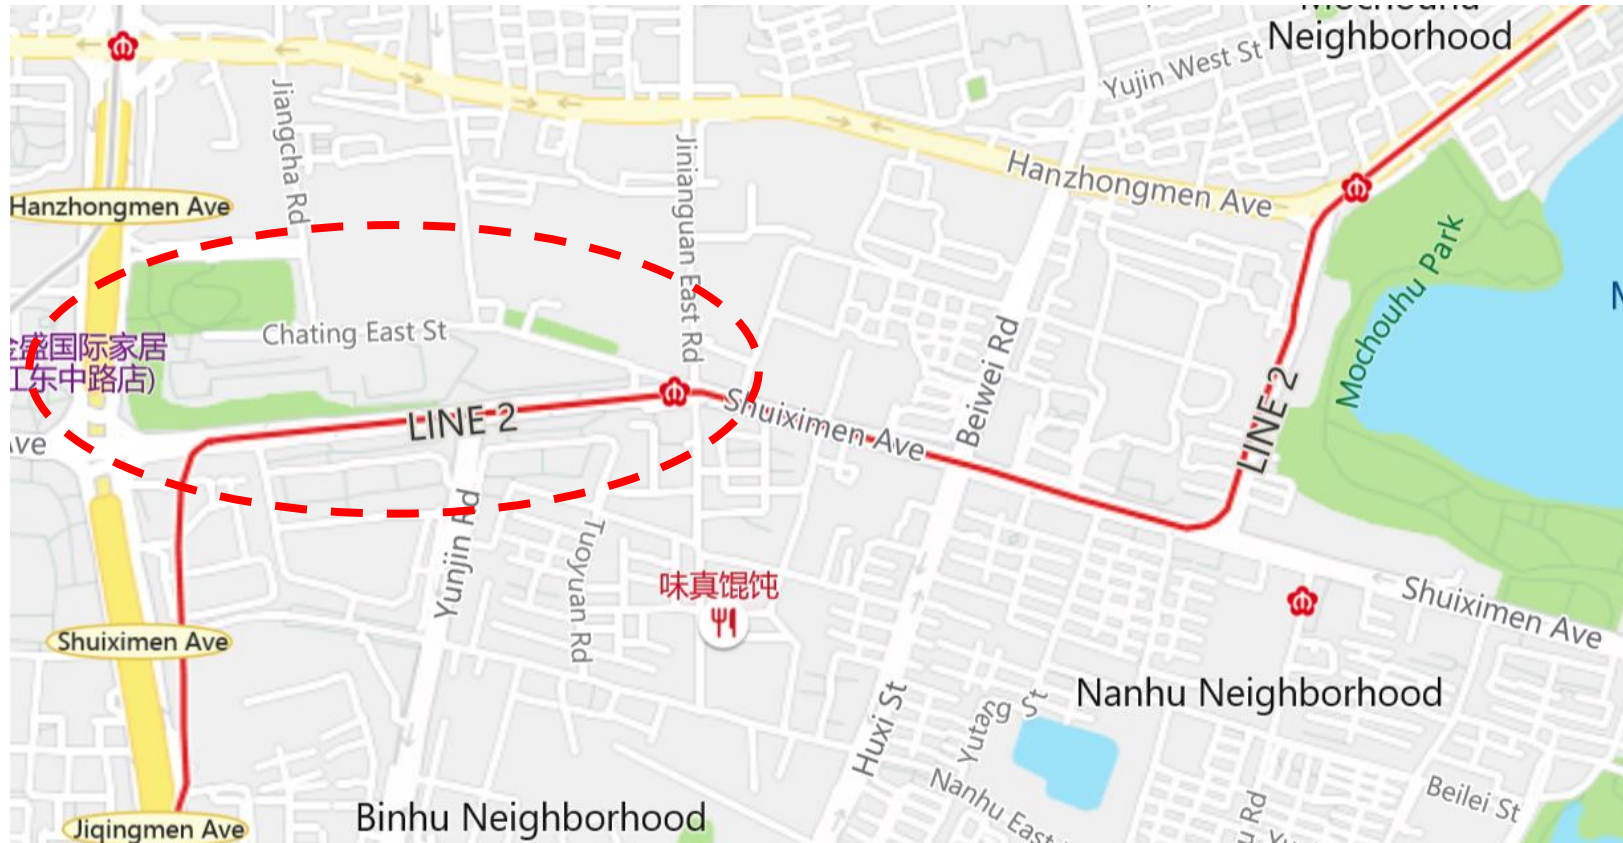 Neighborhood
Yujin West St
Jiangcha Rd
Jinianguan East Rd
Hanzhongmen Ave
Hanzhongmen Ave
Mochouhu Park
Chating East St
盛国际家居
江东中路店)
Beiwei Rd
LINE 2
LINE 2
Shuiximen Ave
Yunjin Rd
Tuoyuan Rd
味真馄饨
Shuiximen Ave
Shuiximen Ave
Nanhu Neighborhood
Huxi St
Yutang St
Nanhu East
Beilei St
Binhu Neighborhood
Jiqingmen Ave
Rd